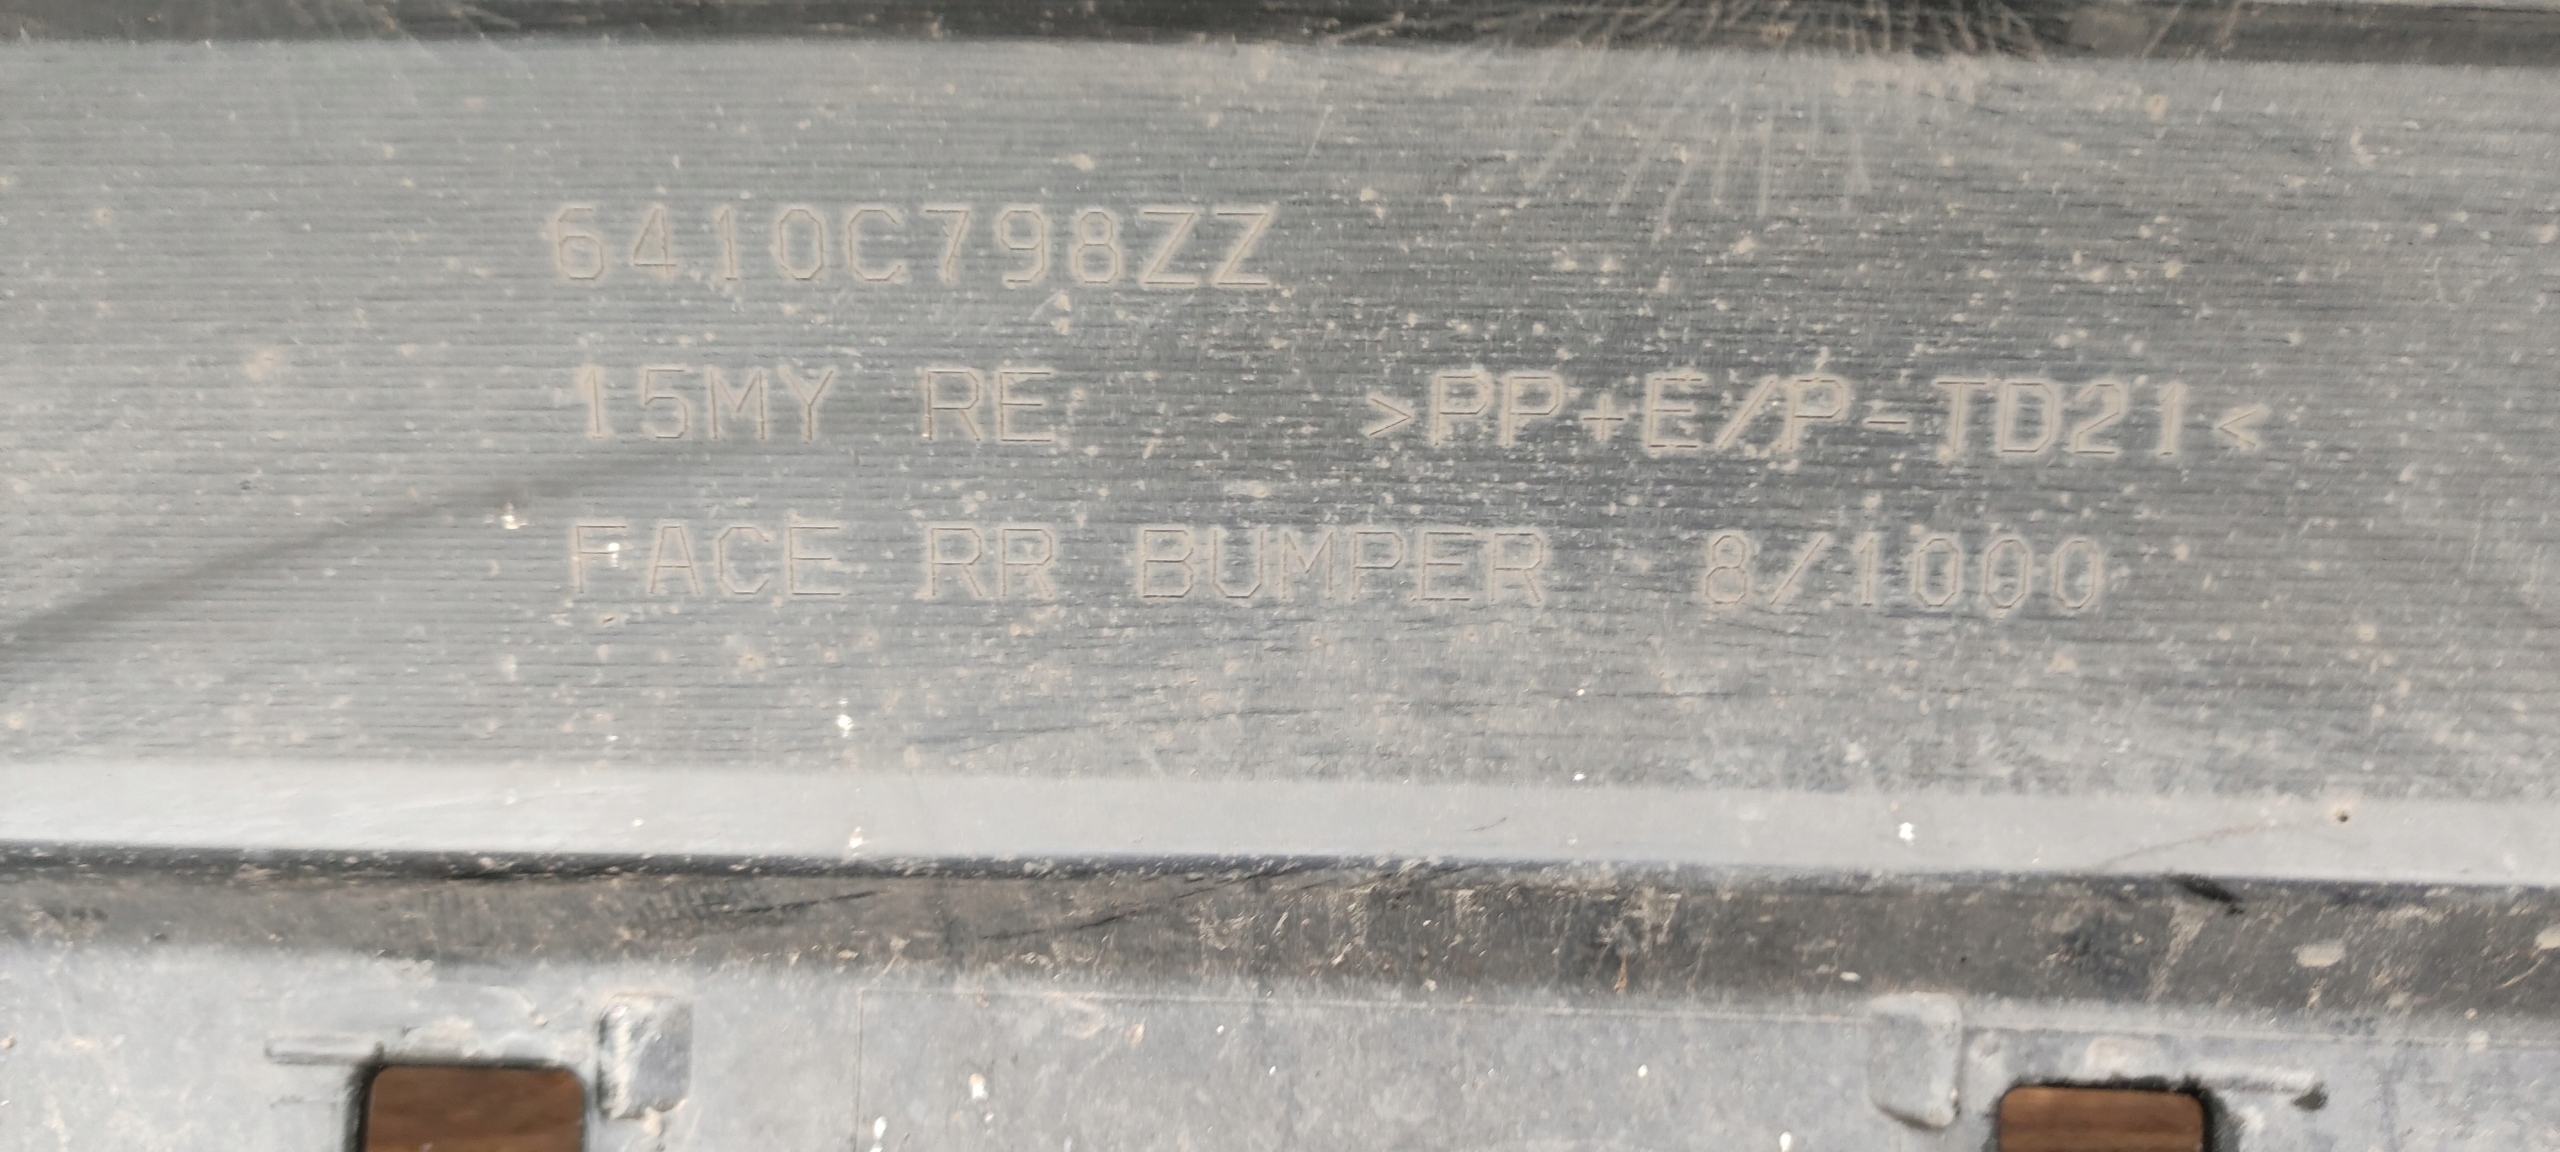 6410C798ZZ
15MY RE >PP+E/P-TD21<
FACE RR BUMPER 8/1000